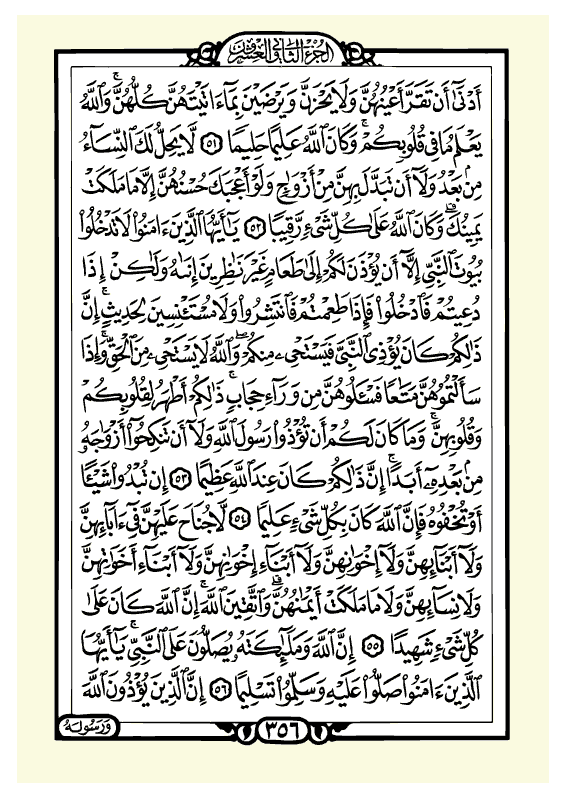 الجزء الثاني والعشرون
أَدْنَىٰٓ أَن تَقَرَّ أَعْيُنُهُنَّ وَلَا يَحْزَنَّ وَيَرْضَيْنَ بِمَآ ءَاتَيْتَهُنَّ كُلُّهُنَّ ۚ وَٱللَّهُ
يَعْلَمُ مَا فِي قُلُوبِكُمْ ۚ وَكَانَ ٱللَّهُ عَلِيمًا حَلِيمًا ٥١ لَّا يَحِلُّ لَكَ ٱلنِّسَآءُ
مِنۢ بَعْدُ وَلَآ أَن تَبَدَّلَ بِهِنَّ مِنْ أَزْوَٰجٍ وَلَوْ أَعْجَبَكَ حُسْنُهُنَّ إِلَّا مَا مَلَكَتْ
يَمِينُكَ ۗ وَكَانَ ٱللَّهُ عَلَىٰ كُلِّ شَىْءٍ رَّقِيبًا ٥٢ يَـٰٓأَيُّهَا ٱلَّذِينَ ءَامَنُوا۟ لَا تَدْخُلُوا۟
بُيُوتَ ٱلنَّبِىِّ إِلَّآ أَن يُؤْذَنَ لَكُمْ إِلَىٰ طَعَامٍ غَيْرَ نَـٰظِرِينَ إِنَىٰهُ وَلَـٰكِنْ إِذَا
دُعِيتُمْ فَٱدْخُلُوا۟ فَإِذَا طَعِمْتُمْ فَٱنتَشِرُوا۟ وَلَا مُسْتَـْٔنِسِينَ لِحَدِيثٍ ۚ إِنَّ
ذَٰلِكُمْ كَانَ يُؤْذِى ٱلنَّبِىَّ فَيَسْتَحْىِۦ مِنكُمْ ۖ وَٱللَّهُ لَا يَسْتَحْىِۦ مِنَ ٱلْحَقِّ ۚ وَإِذَا
سَأَلْتُمُوهُنَّ مَتَـٰعًا فَسْـَٔلُوهُنَّ مِن وَرَآءِ حِجَابٍ ۚ ذَٰلِكُمْ أَطْهَرُ لِقُلُوبِكُمْ
وَقُلُوبِهِنَّ ۚ وَمَا كَانَ لَكُمْ أَن تُؤْذُوا۟ رَسُولَ ٱللَّهِ وَلَآ أَن تَنكِحُوٓا۟ أَزْوَٰجَهُۥ
مِنۢ بَعْدِهِۦٓ أَبَدًا ۚ إِنَّ ذَٰلِكُمْ كَانَ عِندَ ٱللَّهِ عَظِيمًا ٥٣ إِن تُبْدُوا۟ شَيْـًٔا
أَوْ تُخْفُوهُ فَإِنَّ ٱللَّهَ كَانَ بِكُلِّ شَىْءٍ عَلِيمًا ٥٤ لَّا جُنَاحَ عَلَيْهِنَّ فِىٓ ءَابَآئِهِنَّ
وَلَآ أَبْنَآئِهِنَّ وَلَآ إِخْوَٰنِهِنَّ وَلَآ أَبْنَآءِ إِخْوَٰنِهِنَّ وَلَآ أَبْنَآءِ أَخَوَٰتِهِنَّ
وَلَا نِسَآئِهِنَّ وَلَا مَا مَلَكَتْ أَيْمَـٰنُهُنَّ ۗ وَٱتَّقِينَ ٱللَّهَ ۚ إِنَّ ٱللَّهَ كَانَ عَلَىٰ
كُلِّ شَىْءٍ شَهِيدًا ٥٥ إِنَّ ٱللَّهَ وَمَلَـٰٓئِكَتَهُۥ يُصَلُّونَ عَلَى ٱلنَّبِىِّ ۚ يَـٰٓأَيُّهَا
ٱلَّذِينَ ءَامَنُوا۟ صَلُّوا۟ عَلَيْهِ وَسَلِّمُوا۟ تَسْلِيمًا ٥٦ إِنَّ ٱلَّذِينَ يُؤْذُونَ ٱللَّهَ
وَرَسُولَهُ
٣٥٦